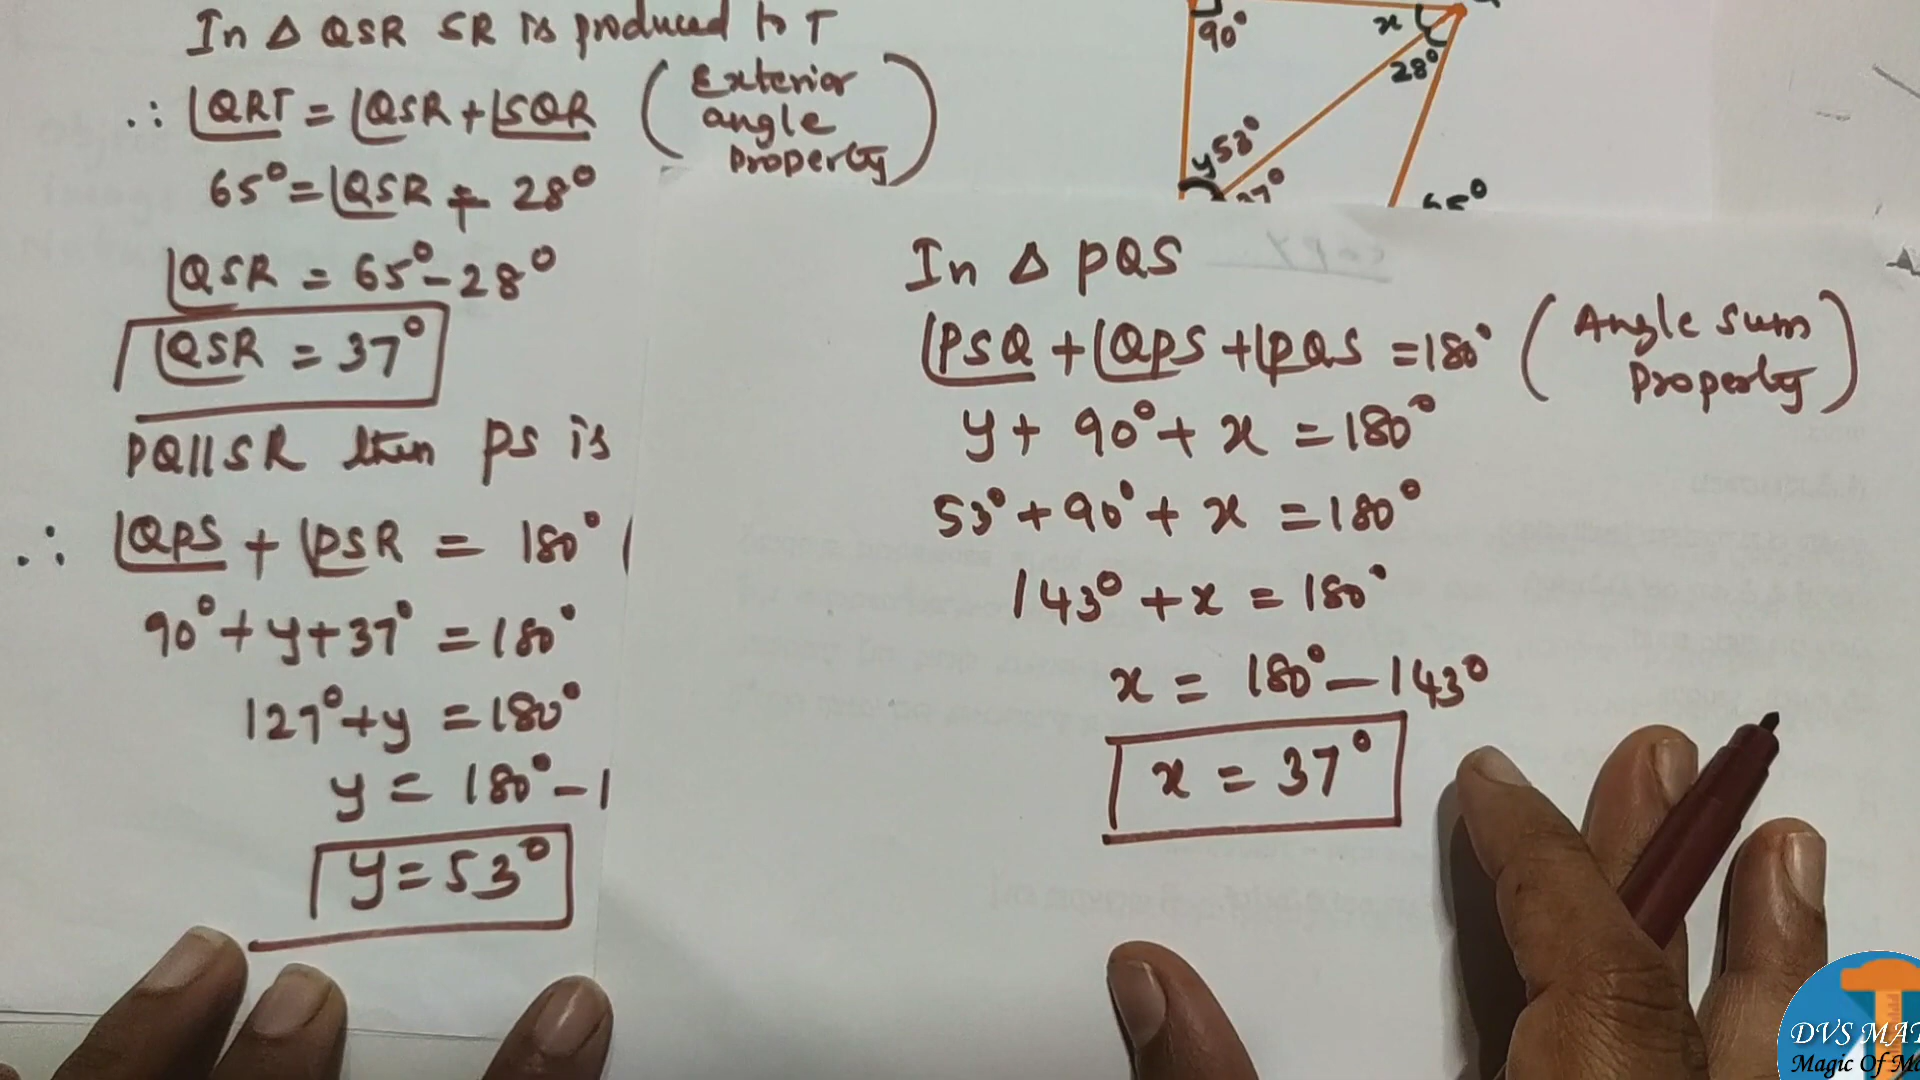 In Δ QSR SR is produced to T
∴ ∠QRT = ∠QSR + ∠SQR (Exterior angle property)
65° = ∠QSR + 28°
∠QSR = 65° - 28°
∠QSR = 37°
PQ||SR then PS is
∴ ∠QPS + ∠PSR = 180° (
90° + y + 37° = 180°
127° + y = 180°
y = 180° - 1
y = 53°
90°
x
28°
y 53°
37°
65°
In Δ PQS
∠PSQ + ∠QPS + ∠PQS = 180° (Angle Sum Property)
y + 90° + x = 180°
53° + 90° + x = 180°
143° + x = 180°
x = 180° - 143°
x = 37°
DVS MAT
Magic Of Ma